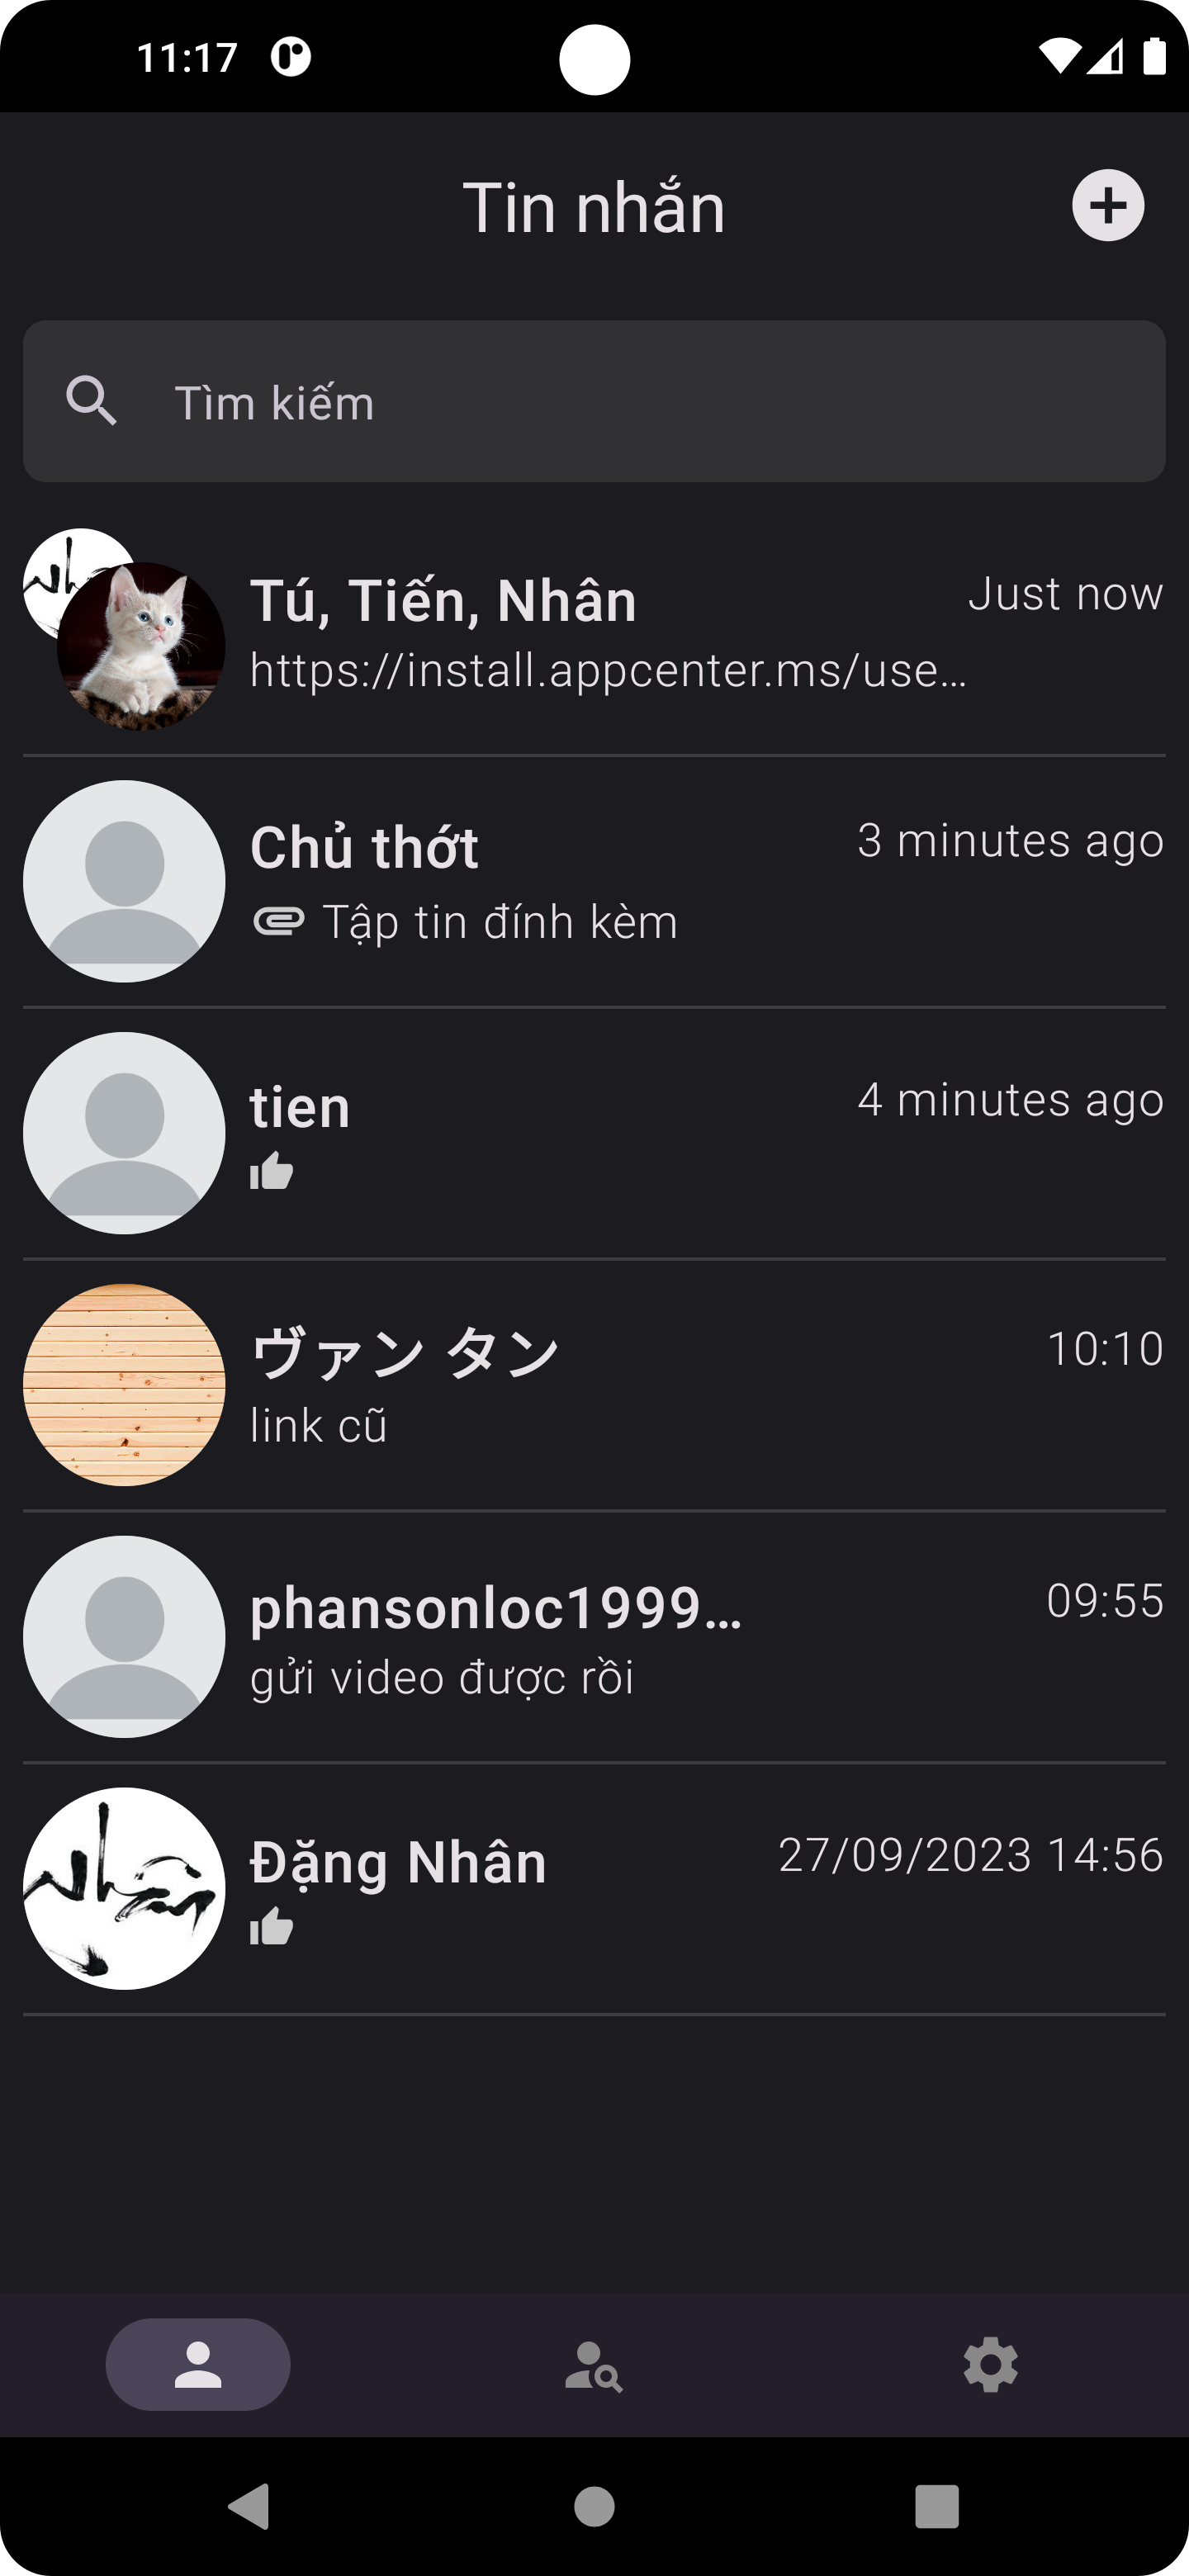 11:17
Tin nhắn
Tìm kiếm
Tú, Tiến, Nhân
Just now
https://install.appcenter.ms/use...
Chủ thớt
3 minutes ago
Tập tin đính kèm
tien
4 minutes ago
ヴァン タン
10:10
link cũ
phansonloc1999...
09:55
gửi video được rồi
Đặng Nhân
27/09/2023 14:56